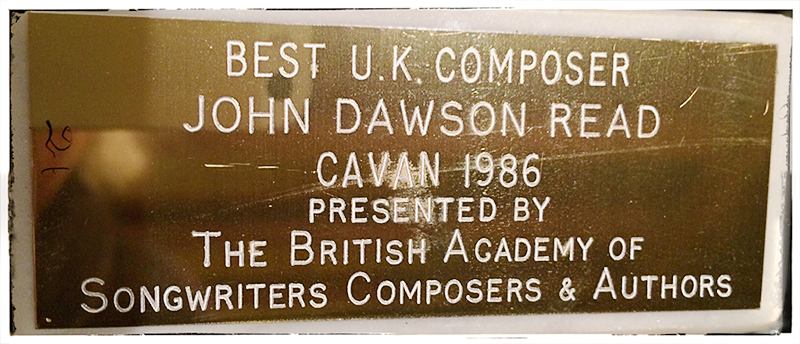 BEST U.K. COMPOSER
JOHN DAWSON READ
CAVAN 1986
PRESENTED BY
THE BRITISH ACADEMY OF
SONGWRITERS COMPOSERS & AUTHORS